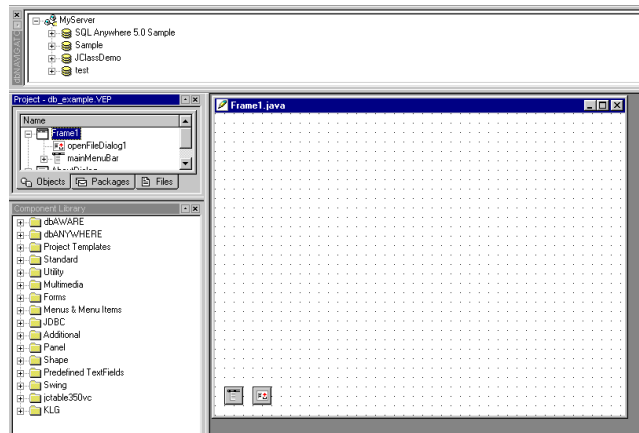 MyServer
SQL Anywhere 5.0 Sample
Sample
JClassDemo
test
dbNAVIGATO
Project - db_example.VEP
Name
Frame1
openFileDialog1
mainMenuBar
AboutDialog
Objects Packages Files
Component Library
dbAWARE
dbANYWHERE
Project Templates
Standard
Utility
Multimedia
Forms
Menus & Menu Items
JDBC
Additional
Panel
Shape
Predefined TextFields
Swing
jctable350vc
KLG
Frame1.java